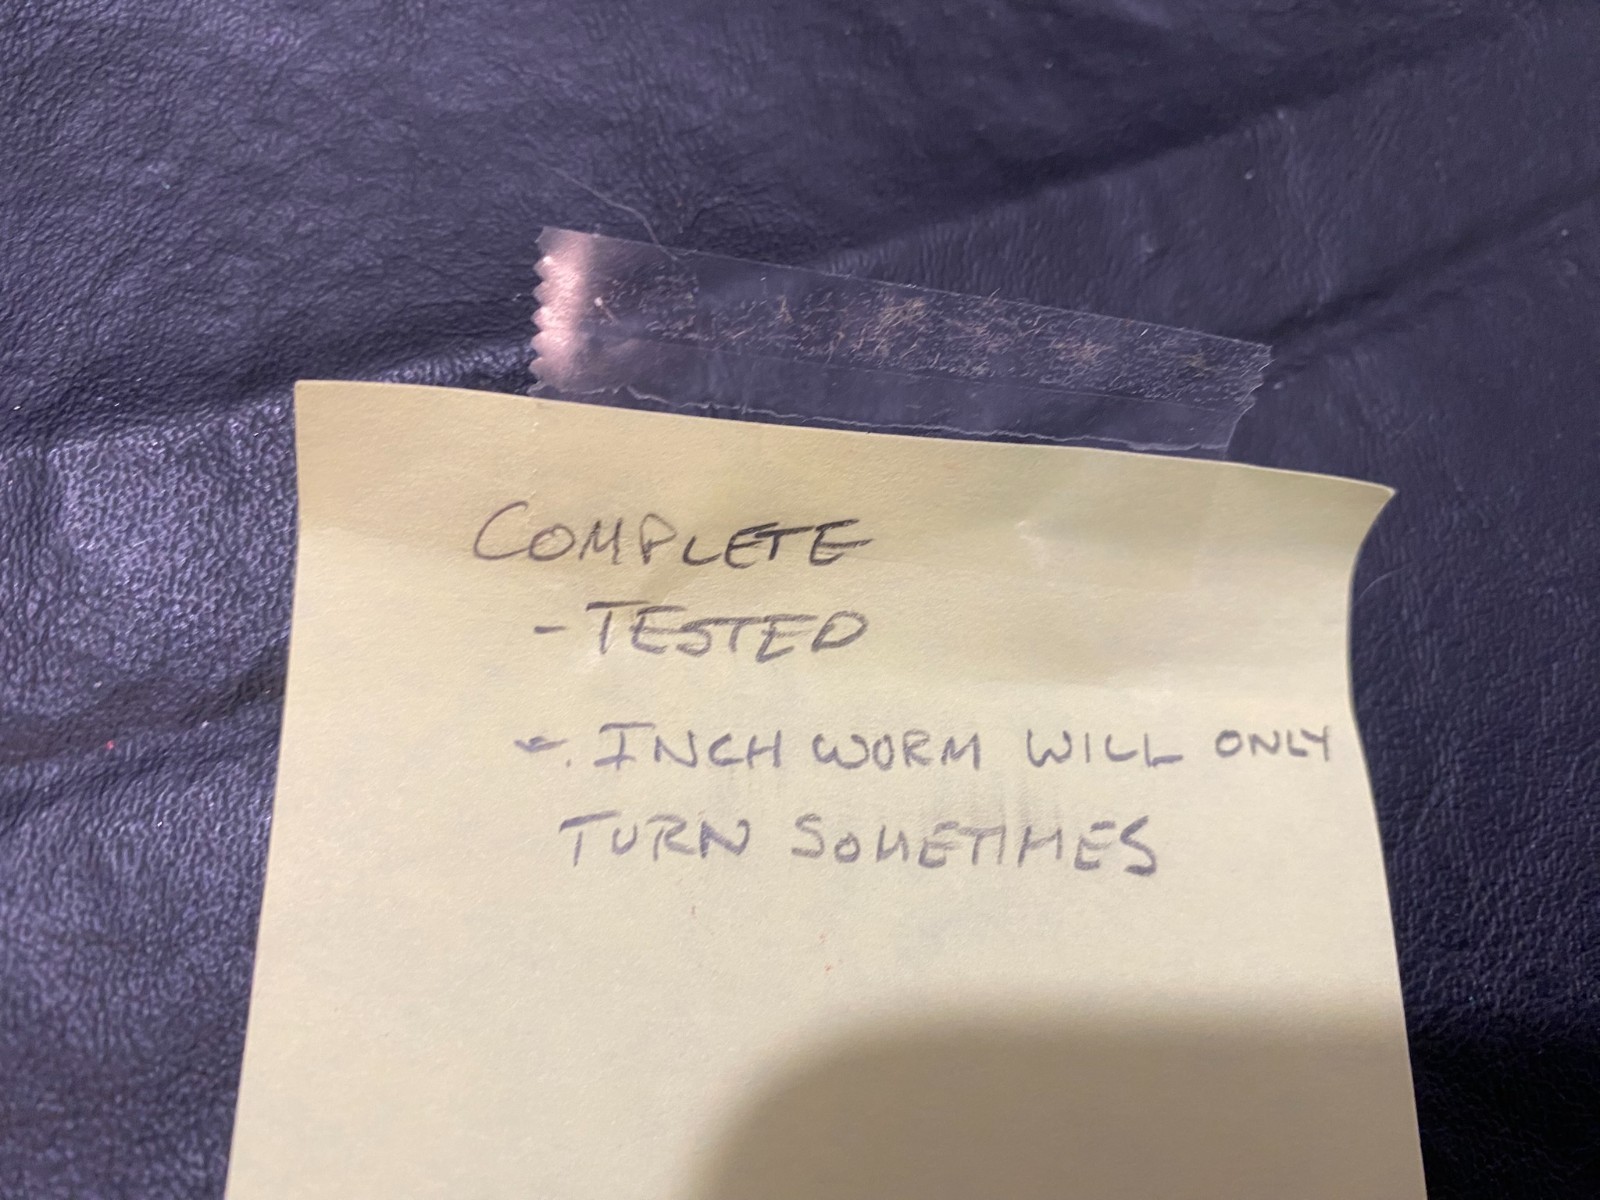 COMPLETE
- TESTED
- . INCH WORM WILL ONLY
TURN SOMETIMES